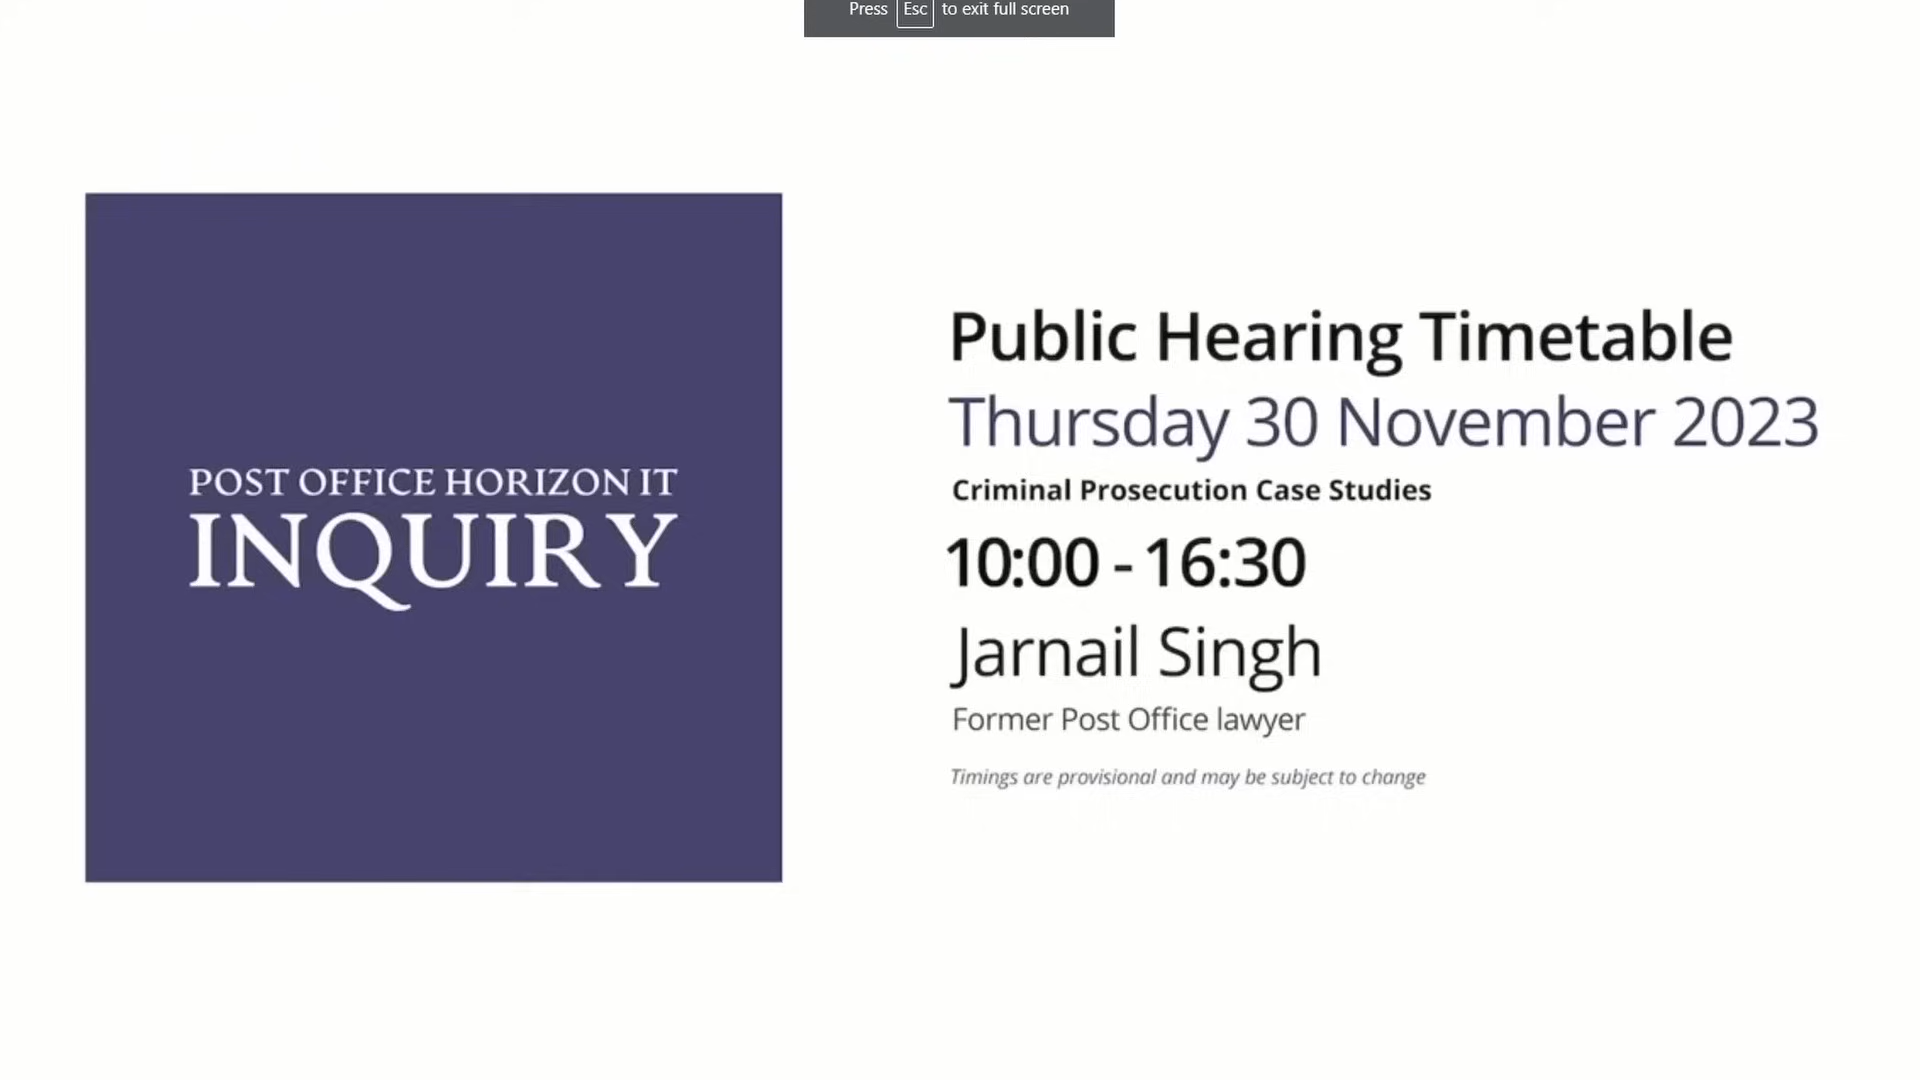 Press Esc to exit full screen
POST OFFICE HORIZON IT
INQUIRY
Public Hearing Timetable
Thursday 30 November 2023
Criminal Prosecution Case Studies
10:00 - 16:30
Jarnail Singh
Former Post Office lawyer
Timings are provisional and may be subject to change